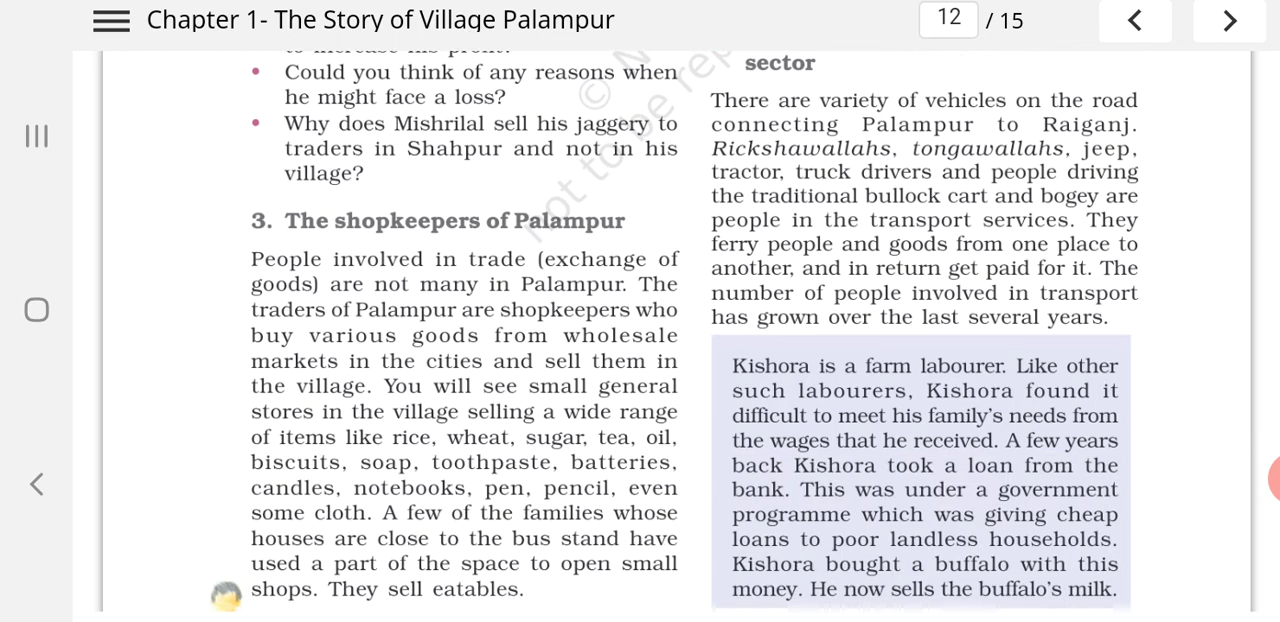 Chapter 1- The Story of Village Palampur
12 / 15
• Could you think of any reasons when
he might face a loss?
• Why does Mishrilal sell his jaggery to
traders in Shahpur and not in his
village?
3. The shopkeepers of Palampur
People involved in trade (exchange of
goods) are not many in Palampur. The
traders of Palampur are shopkeepers who
buy various goods from wholesale
markets in the cities and sell them in
the village. You will see small general
stores in the village selling a wide range
of items like rice, wheat, sugar, tea, oil,
biscuits, soap, toothpaste, batteries,
candles, notebooks, pen, pencil, even
some cloth. A few of the families whose
houses are close to the bus stand have
used a part of the space to open small
shops. They sell eatables.
sector
There are variety of vehicles on the road
connecting Palampur to Raiganj.
Rickshawallahs, tongawallahs, jeep,
tractor, truck drivers and people driving
the traditional bullock cart and bogey are
people in the transport services. They
ferry people and goods from one place to
another, and in return get paid for it. The
number of people involved in transport
has grown over the last several years.
Kishora is a farm labourer. Like other
such labourers, Kishora found it
difficult to meet his family's needs from
the wages that he received. A few years
back Kishora took a loan from the
bank. This was under a government
programme which was giving cheap
loans to poor landless households.
Kishora bought a buffalo with this
money. He now sells the buffalo's milk.
© N
not to be rep